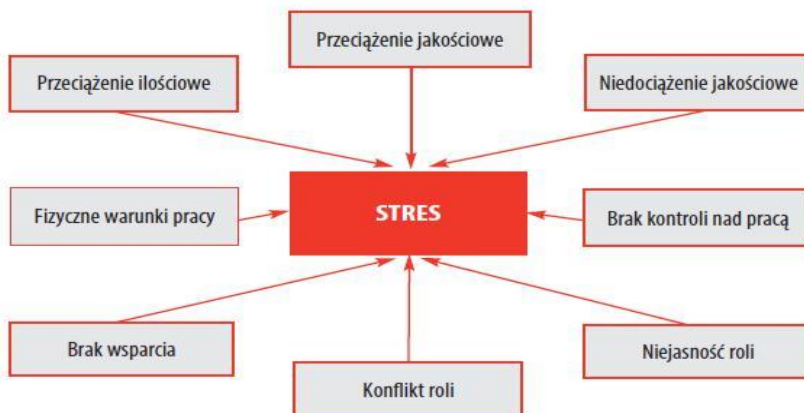 Przeciążenie jakościowe
Przeciążenie ilościowe
Niedociążenie jakościowe
Fizyczne warunki pracy
STRES
Brak kontroli nad pracą
Brak wsparcia
Niejasność roli
Konflikt roli